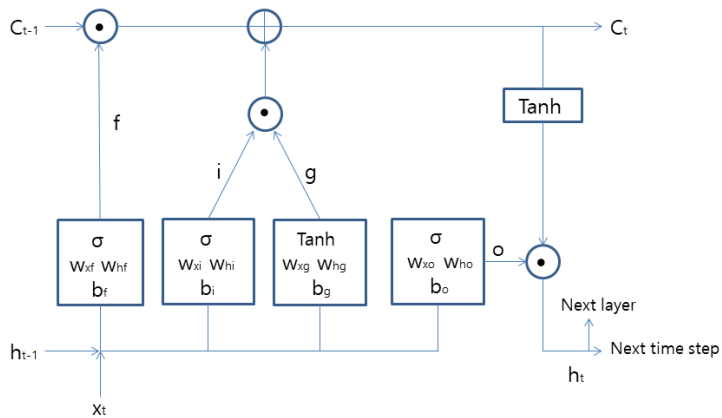 Ct-1
Ct
Tanh
f
i
g
σ
Wxf Whf
bf
σ
Wxi Whi
bi
Tanh
Wxg Whg
bg
σ
Wxo Who
bo
o
Next layer
ht-1
Next time step
ht
xt